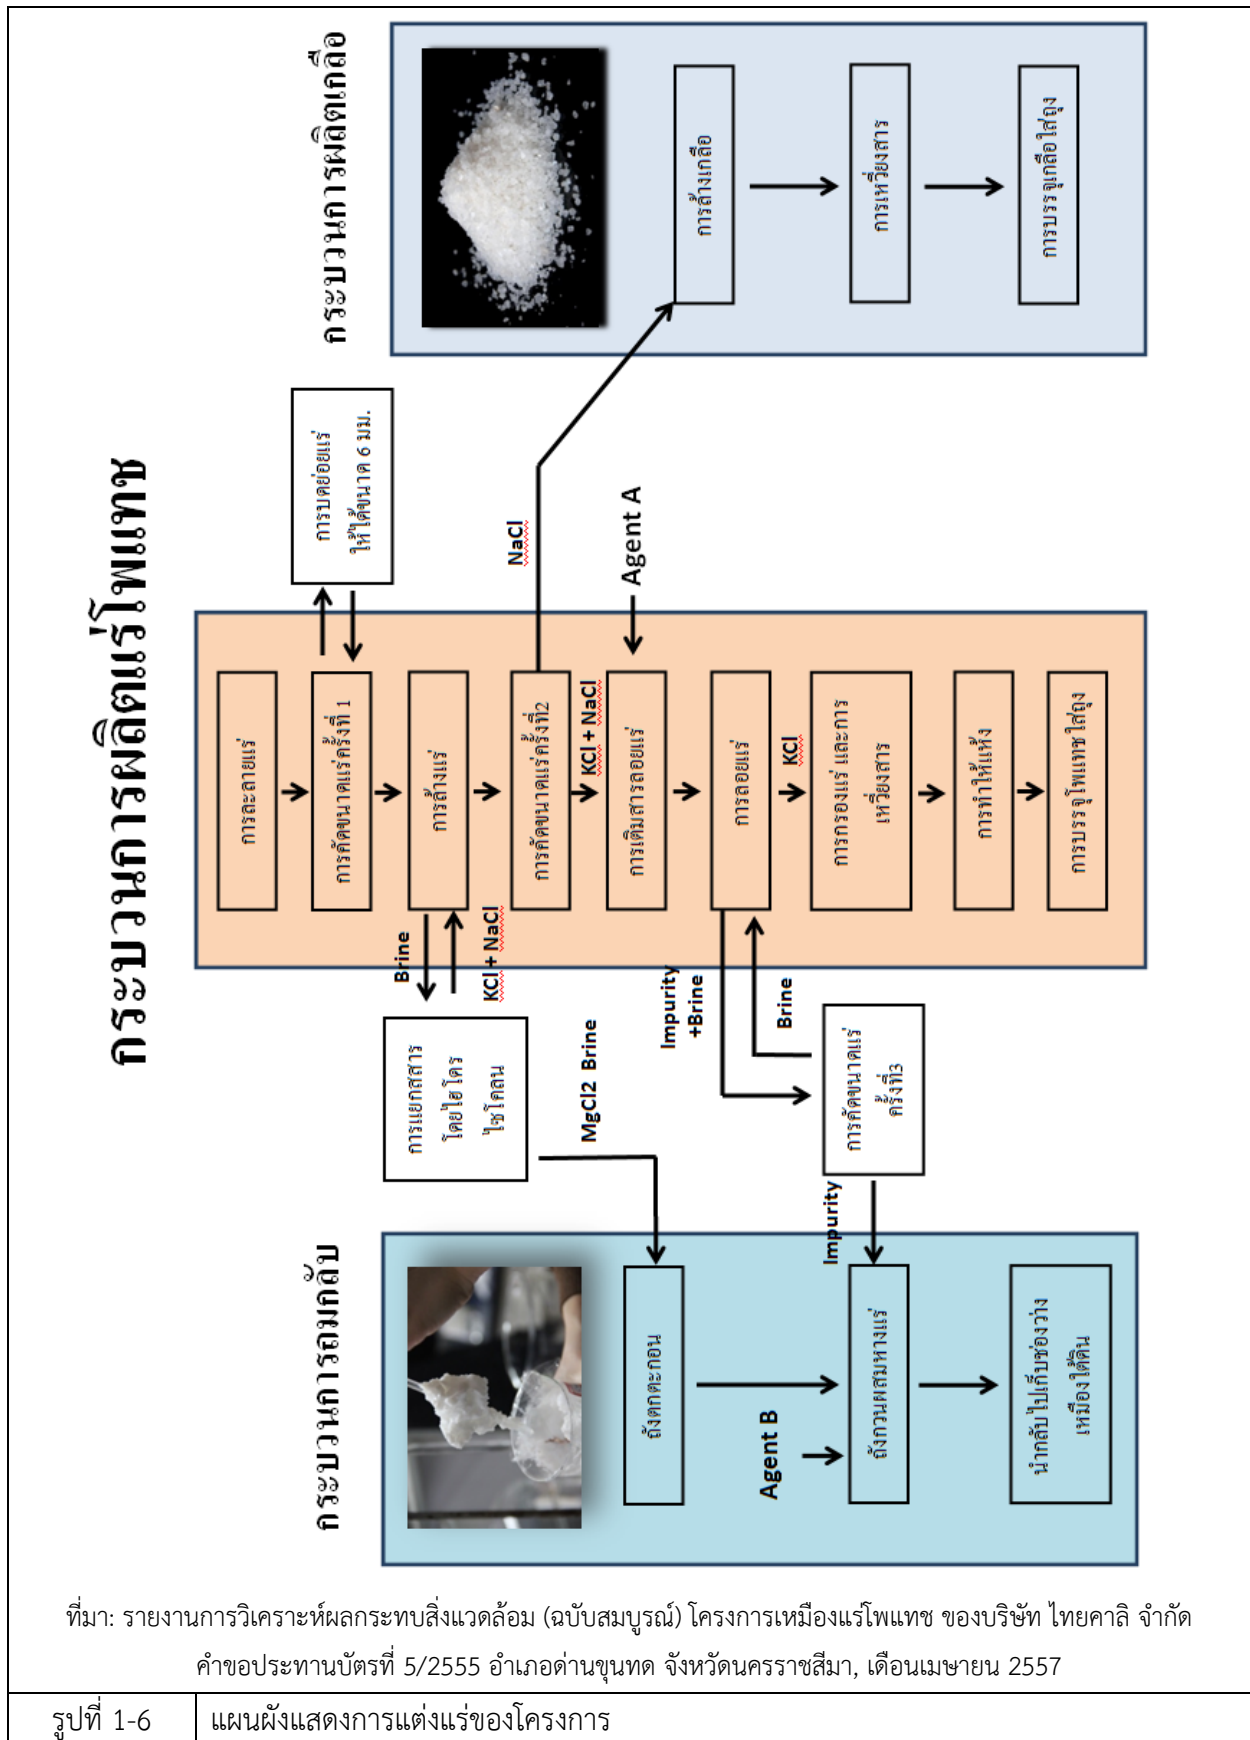 กระบวนการผลิตแร่โพแทช
กระบวนการถมกลับ
ถังตกตะกอน
Agent B
ถังกวนผสมหางแร่
นำกลับไปเก็บช่องว่าง
เหมืองใต้ดิน
การแยกสสาร
โดยไฮโดร
ไซโคลน
MgCl2 Brine
Impurity
การคัดขนาดแร่
ครั้งที่3
Brine
KCl + NaCl
Impurity
+Brine
Brine
การละลายแร่
การคัดขนาดแร่ครั้งที่ 1
การล้างแร่
การคัดขนาดแร่ครั้งที่2
KCl + NaCl
การเติมสารลอยแร่
การลอยแร่
KCl
การกรองแร่ และการ
เหวี่ยงสาร
การทำให้แห้ง
การบรรจุโพแทชใส่ถุง
การบดย่อยแร่
ให้ได้ขนาด 6 มม.
NaCl
Agent A
กระบวนการผลิตเกลือ
การล้างเกลือ
การเหวี่ยงสาร
การบรรจุเกลือใส่ถุง
ที่มา: รายงานการวิเคราะห์ผลกระทบสิ่งแวดล้อม (ฉบับสมบูรณ์) โครงการเหมืองแร่โพแทช ของบริษัท ไทยคาลิ จำกัด
คำขอประทานบัตรที่ 5/2555 อำเภอด่านขุนทด จังหวัดนครราชสีมา, เดือนเมษายน 2557
รูปที่ 1-6 แผนผังแสดงการแต่งแร่ของโครงการ